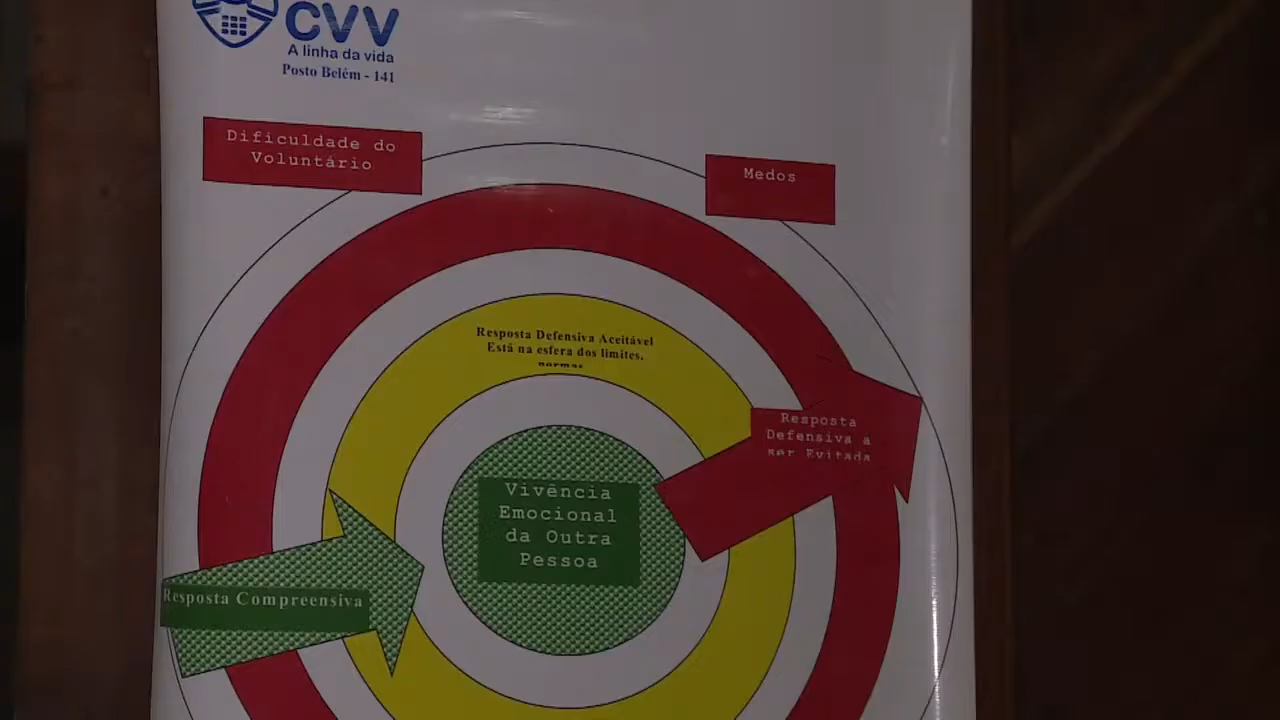 CVV
A linha da vida
Posto Belém - 141
Dificuldade do
Voluntário
Medos
Resposta Defensiva Aceitável
Está na esfera dos limites.
normas
Resposta
Defensiva a
ser Evitada
Vivência
Emocional
da Outra
Pessoa
Resposta Compreensiva